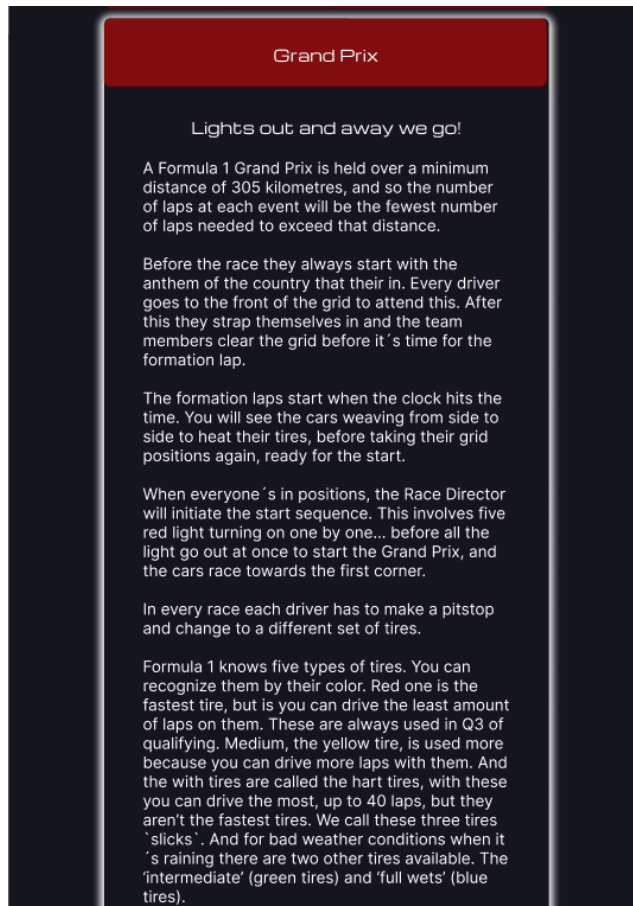 Grand Prix
Lights out and away we go!
A Formula 1 Grand Prix is held over a minimum
distance of 305 kilometres, and so the number
of laps at each event will be the fewest number
of laps needed to exceed that distance.
Before the race they always start with the
anthem of the country that their in. Every driver
goes to the front of the grid to attend this. After
this they strap themselves in and the team
members clear the grid before it´s time for the
formation lap.
The formation laps start when the clock hits the
time. You will see the cars weaving from side to
side to heat their tires, before taking their grid
positions again, ready for the start.
When everyone´s in positions, the Race Director
will initiate the start sequence. This involves five
red light turning on one by one... before all the
light go out at once to start the Grand Prix, and
the cars race towards the first corner.
In every race each driver has to make a pitstop
and change to a different set of tires.
Formula 1 knows five types of tires. You can
recognize them by their color. Red one is the
fastest tire, but is you can drive the least amount
of laps on them. These are always used in Q3 of
qualifying. Medium, the yellow tire, is used more
because you can drive more laps with them. And
the with tires are called the hart tires, with these
you can drive the most, up to 40 laps, but they
aren’t the fastest tires. We call these three tires
`slicks`. And for bad weather conditions when it
´s raining there are two other tires available. The
‘intermediate’ (green tires) and ‘full wets’ (blue
tires).